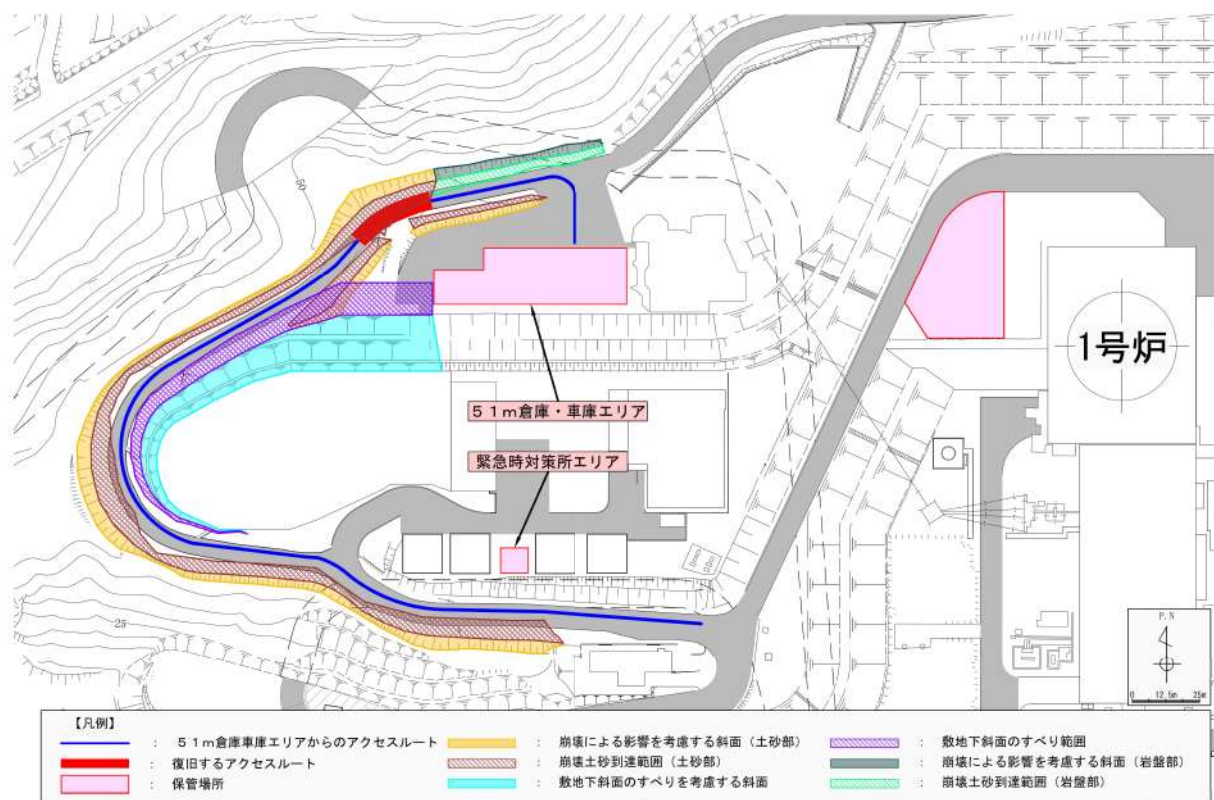 50
1号炉
51m倉庫・車庫エリア
緊急時対策所エリア
25
P.N
0 12.5m 25m
【凡例】
: 51m倉庫車庫エリアからのアクセスルート
: 復旧するアクセスルート
: 保管場所
: 崩壊による影響を考慮する斜面(土砂部)
: 崩壊土砂到達範囲(土砂部)
: 敷地下斜面のすべりを考慮する斜面
: 敷地下斜面のすべり範囲
: 崩壊による影響を考慮する斜面(岩盤部)
: 崩壊土砂到達範囲(岩盤部)